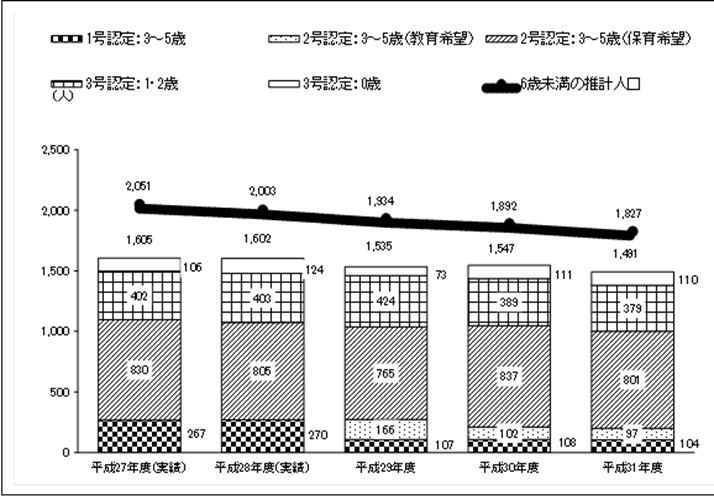 1号認定：3～5歳 2号認定：3～5歳(教育希望) 2号認定：3～5歳(保育希望)
3号認定：1・2歳 3号認定：0歳 6歳未満の推計人口
(人)
2,500
2,051 2,003 1,934 1,892 1,827
2,000
1,605 1,602 1,535 1,547 1,491
1,500
106 124 73 111 110
402 403 424 389 379
1,000
830 805 765 837 801
500
166 102 97
267 270 107 108 104
0
平成27年度(実績) 平成28年度(実績) 平成29年度 平成30年度 平成31年度